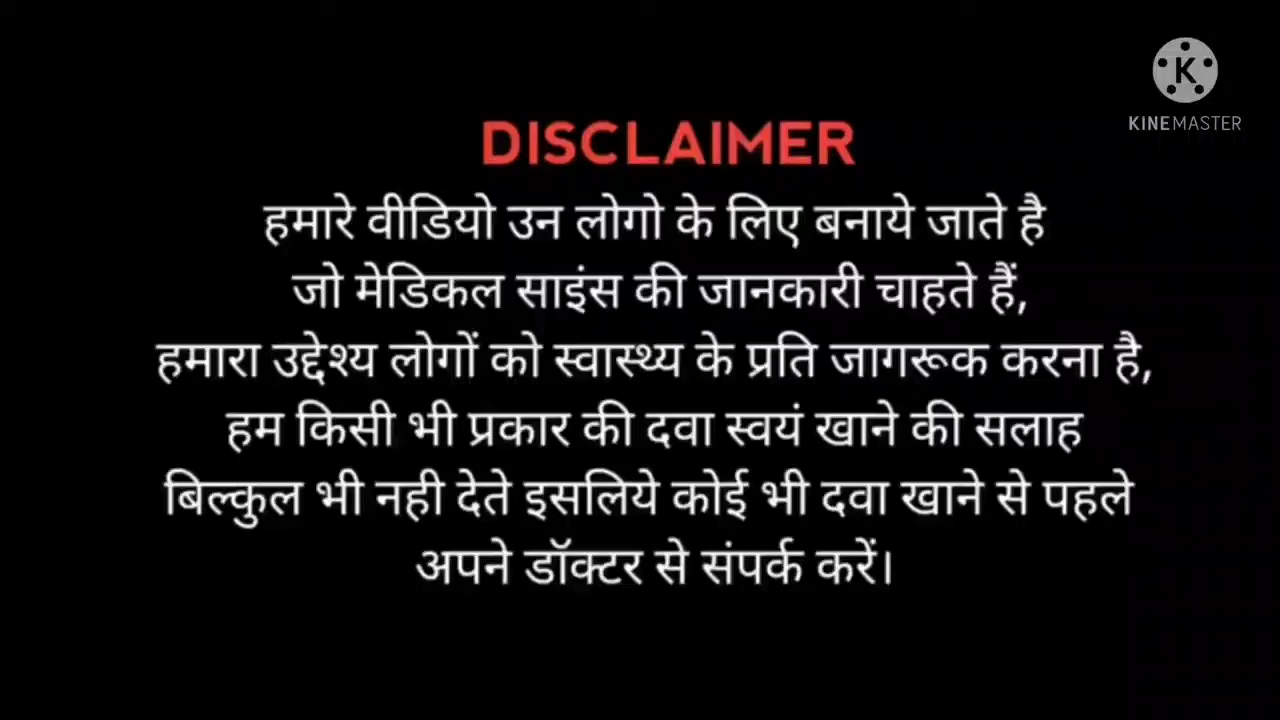 K
KINEMASTER
DISCLAIMER
हमारे वीडियो उन लोगो के लिए बनाये जाते है
जो मेडिकल साइंस की जानकारी चाहते हैं,
हमारा उद्देश्य लोगों को स्वास्थ्य के प्रति जागरूक करना है,
हम किसी भी प्रकार की दवा स्वयं खाने की सलाह
बिल्कुल भी नही देते इसलिये कोई भी दवा खाने से पहले
अपने डॉक्टर से संपर्क करें।